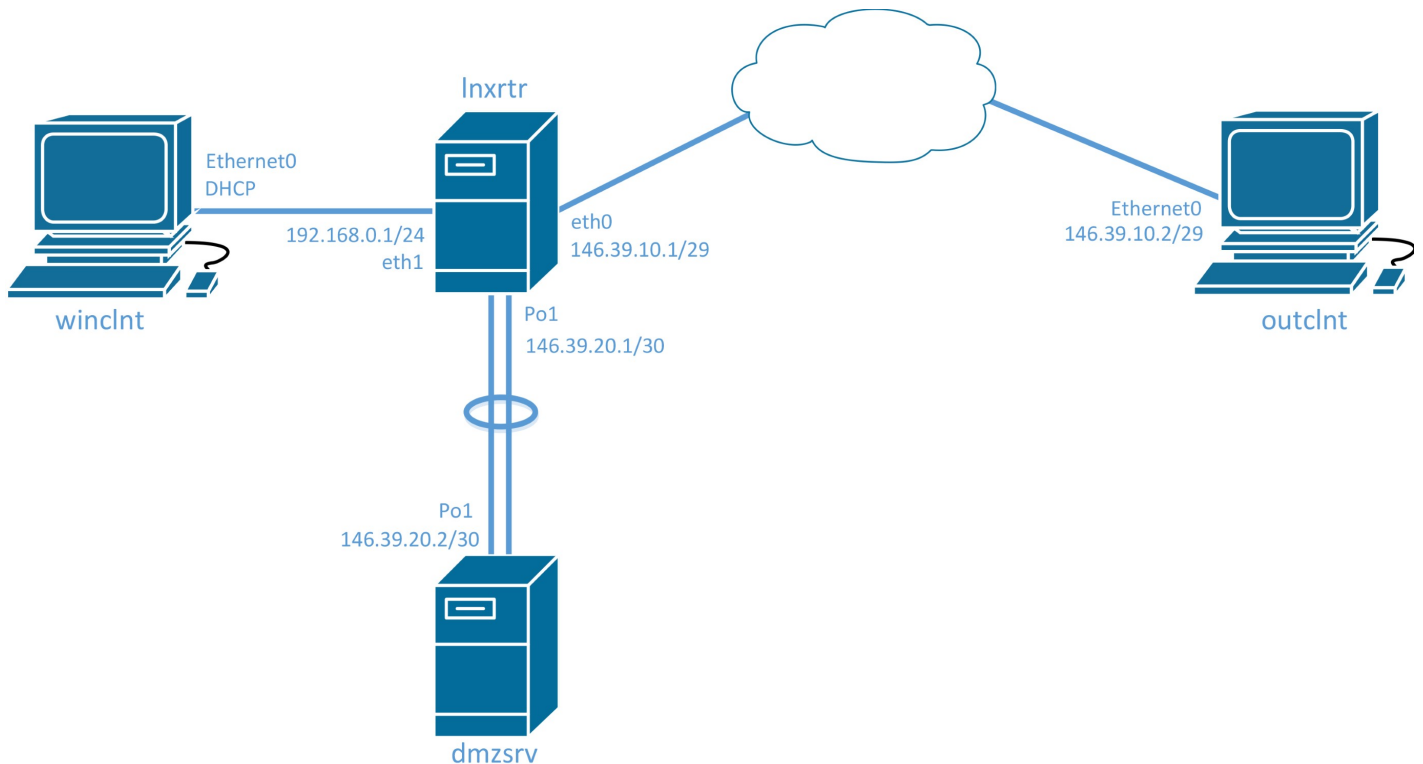 lnxrtr
Ethernet0
DHCP
192.168.0.1/24
eth1
eth0
146.39.10.1/29
Ethernet0
146.39.10.2/29
winclnt
outclnt
Po1
146.39.20.1/30
Po1
146.39.20.2/30
dmzsrv